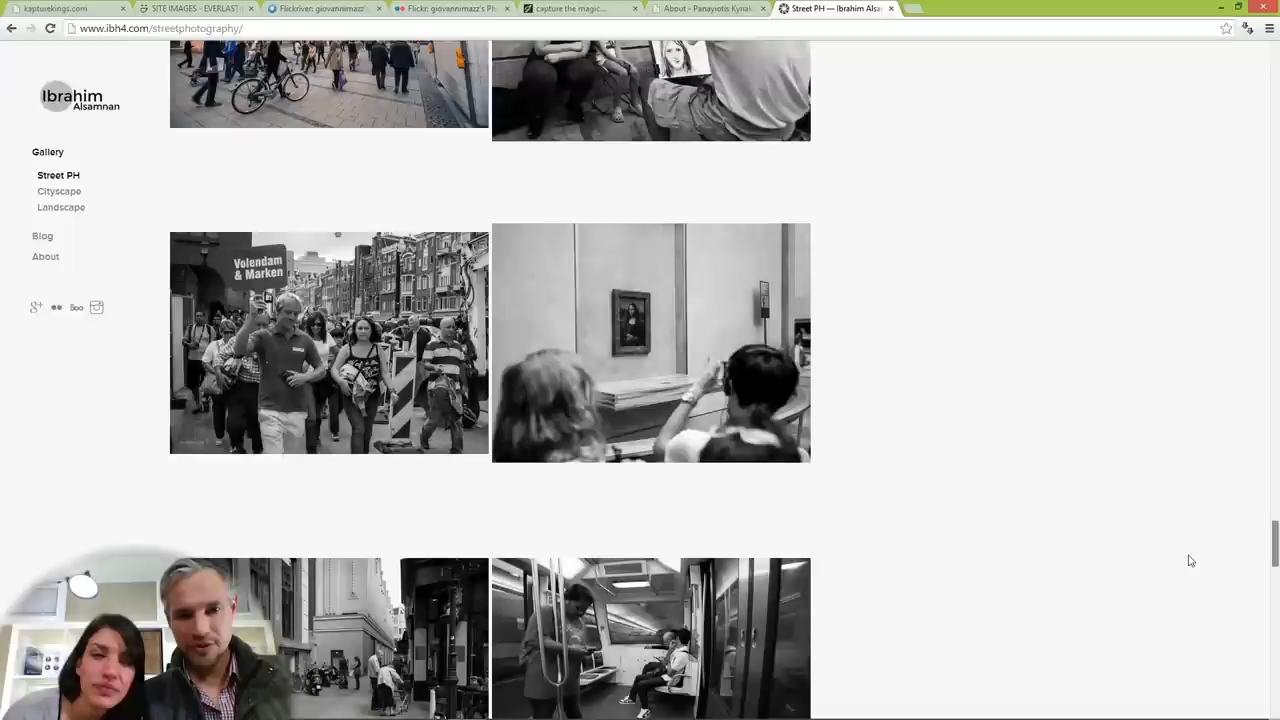 kapturekings.com
SITE IMAGES - EVERLAST
Flickriver: giovannimazz's
Flickr: giovannimazz's Ph
capture the magic...
About - Panayiotis Kyriak
Street PH — Ibrahim Alsa
www.ibh4.com/streetphotography/
Ibrahim
Alsamnan
Gallery
Street PH
Cityscape
Landscape
Blog
About
g+
500
Volendam
& Marken